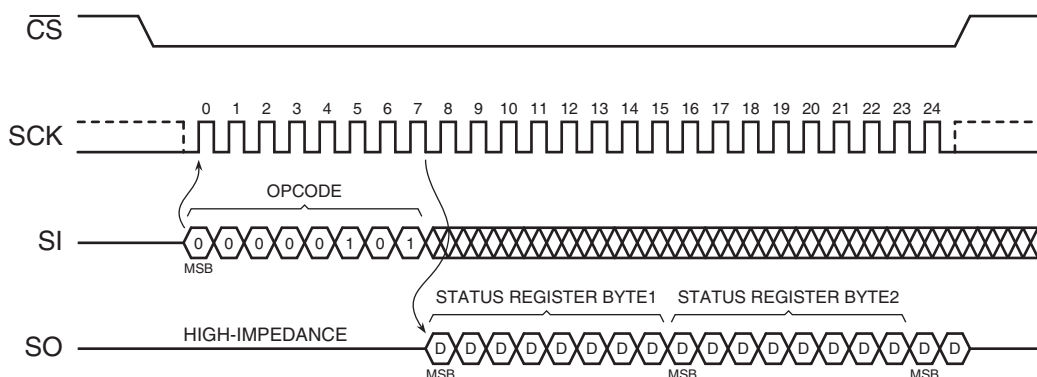 CS
0 1 2 3 4 5 6 7 8 9 10 11 12 13 14 15 16 17 18 19 20 21 22 23 24
SCK
OPCODE
SI 0 0 0 0 0 1 0 1
MSB
STATUS REGISTER BYTE1 STATUS REGISTER BYTE2
HIGH-IMPEDANCE
SO D D D D D D D D D D D D D D D D D D
MSB MSB MSB